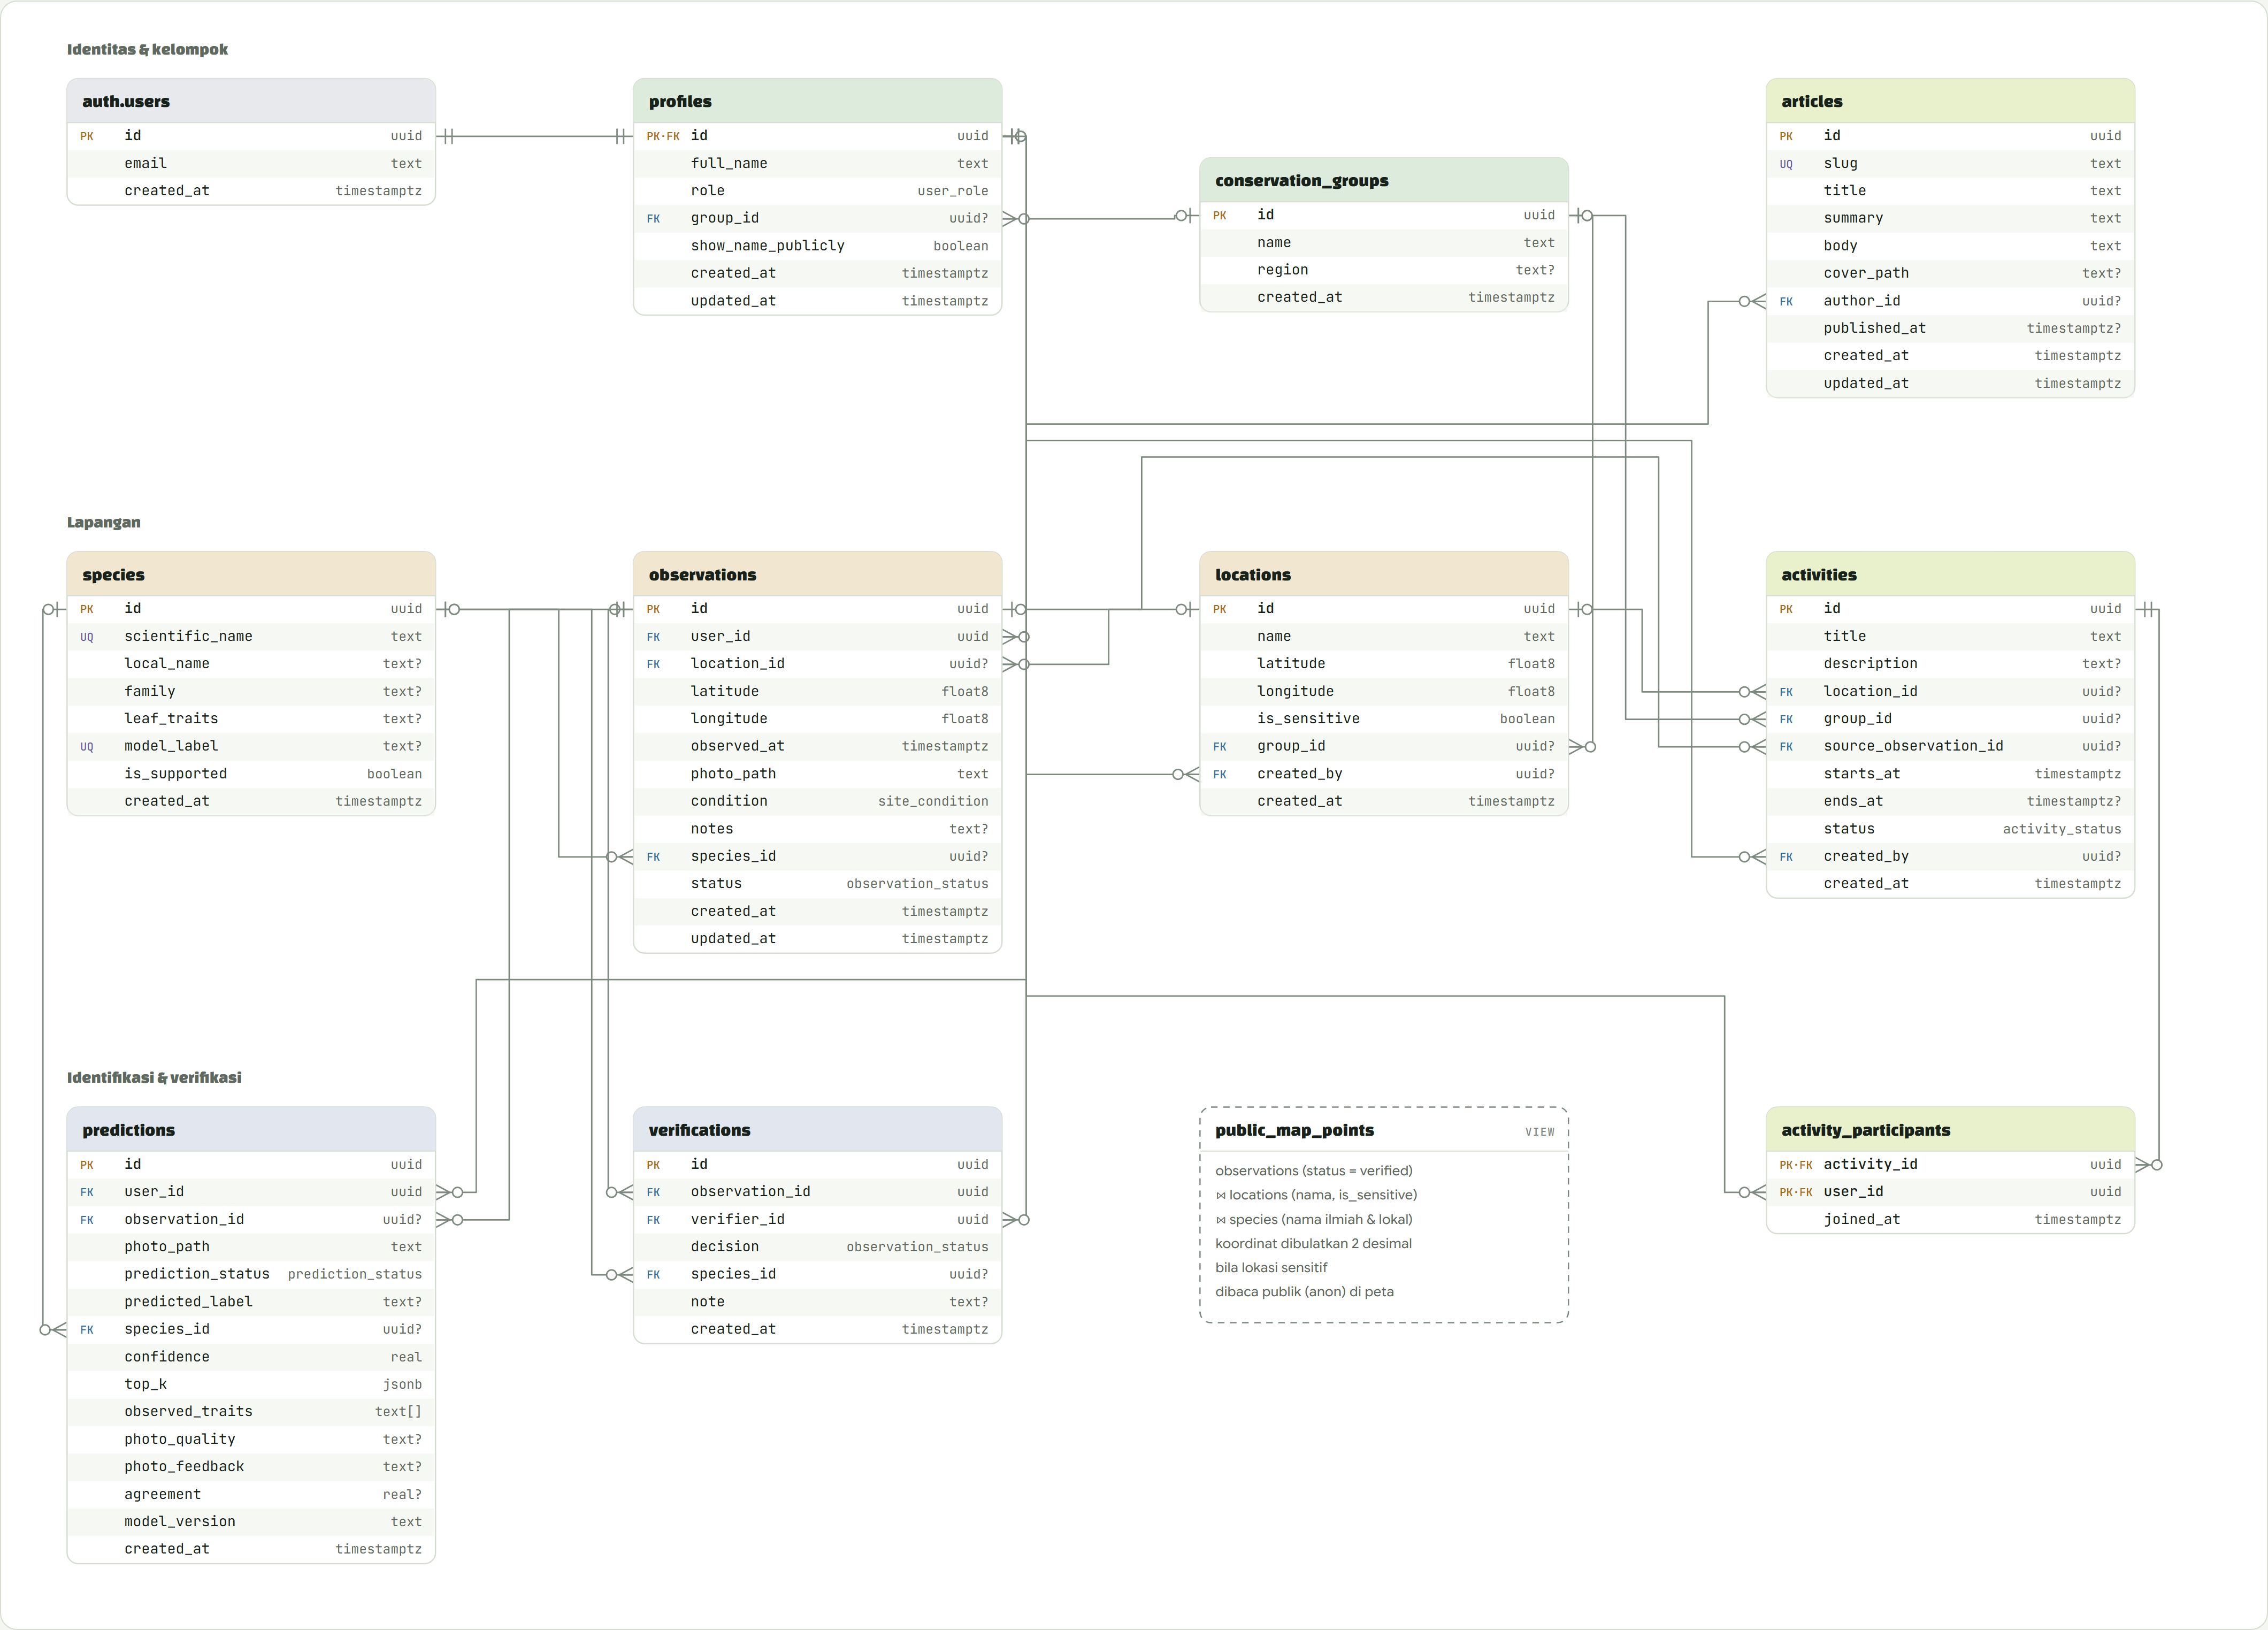 Identitas & kelompok
auth.users
PK id uuid
email text
created_at timestamptz
profiles
PK·FK id uuid
full_name text
role user_role
FK group_id uuid?
show_name_publicly boolean
created_at timestamptz
updated_at timestamptz
conservation_groups
PK id uuid
name text
region text?
created_at timestamptz
articles
PK id uuid
UQ slug text
title text
summary text
body text
cover_path text?
FK author_id uuid?
published_at timestamptz?
created_at timestamptz
updated_at timestamptz
Lapangan
species
PK id uuid
UQ scientific_name text
local_name text?
family text?
leaf_traits text?
UQ model_label text?
is_supported boolean
created_at timestamptz
observations
PK id uuid
FK user_id uuid
FK location_id uuid?
latitude float8
longitude float8
observed_at timestamptz
photo_path text
condition site_condition
notes text?
FK species_id uuid?
status observation_status
created_at timestamptz
updated_at timestamptz
locations
PK id uuid
name text
latitude float8
longitude float8
is_sensitive boolean
FK group_id uuid?
FK created_by uuid?
created_at timestamptz
activities
PK id uuid
title text
description text?
FK location_id uuid?
FK group_id uuid?
FK source_observation_id uuid?
starts_at timestamptz
ends_at timestamptz?
status activity_status
FK created_by uuid?
created_at timestamptz
Identifikasi & verifikasi
predictions
PK id uuid
FK user_id uuid
FK observation_id uuid?
photo_path text
prediction_status prediction_status
predicted_label text?
FK species_id uuid?
confidence real
top_k jsonb
observed_traits text[]
photo_quality text?
photo_feedback text?
agreement real?
model_version text
created_at timestamptz
verifications
PK id uuid
FK observation_id uuid
FK verifier_id uuid
decision observation_status
FK species_id uuid?
note text?
created_at timestamptz
public_map_points VIEW
observations (status = verified)
⋈ locations (nama, is_sensitive)
⋈ species (nama ilmiah & lokal)
koordinat dibulatkan 2 desimal
bila lokasi sensitif
dibaca publik (anon) di peta
activity_participants
PK·FK activity_id uuid
PK·FK user_id uuid
joined_at timestamptz